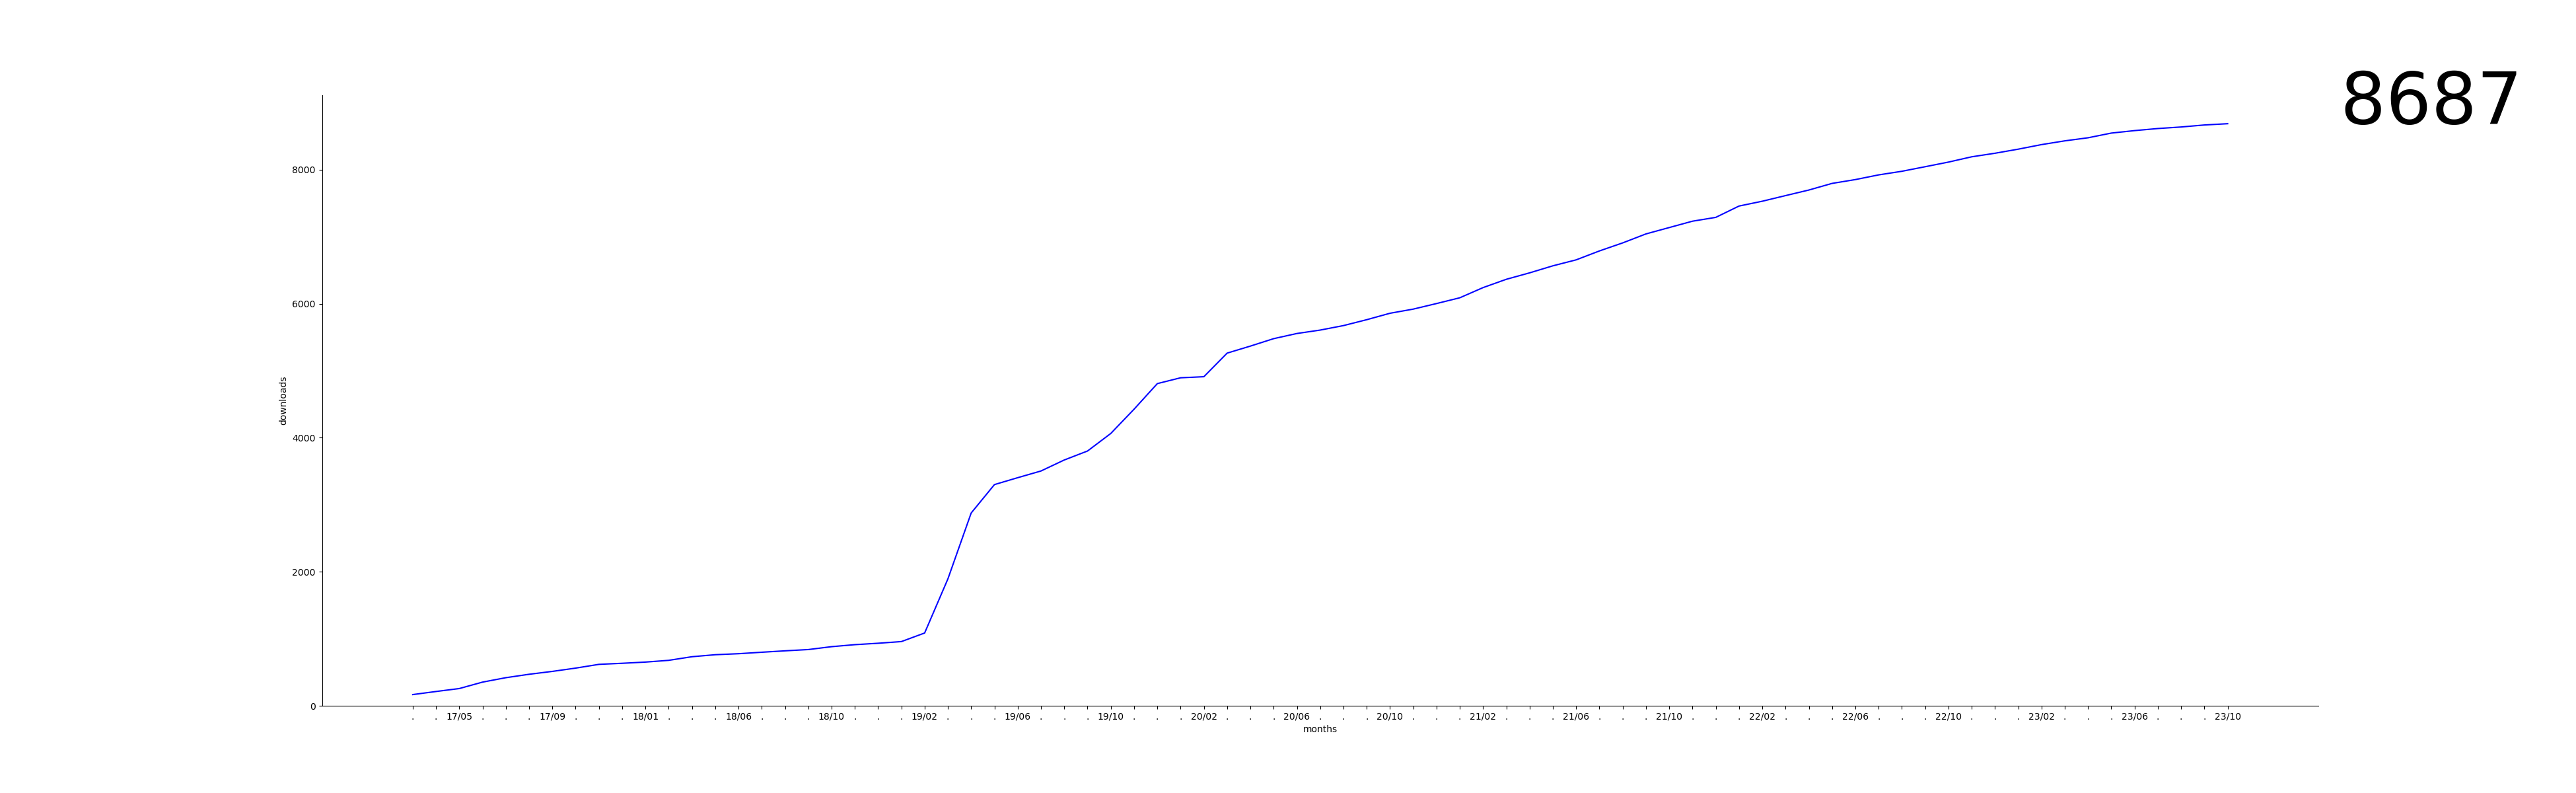 8687
8000
6000
4000
2000
0
downloads
. . 17/05 . . . 17/09 . . . 18/01 . . . 18/06 . . . 18/10 . . . 19/02 . . . 19/06 . . . 19/10 . . . 20/02 . . . 20/06 . . . 20/10 . . . 21/02 . . . 21/06 . . . 21/10 . . . 22/02 . . . 22/06 . . . 22/10 . . . 23/02 . . . 23/06 . . . 23/10
months